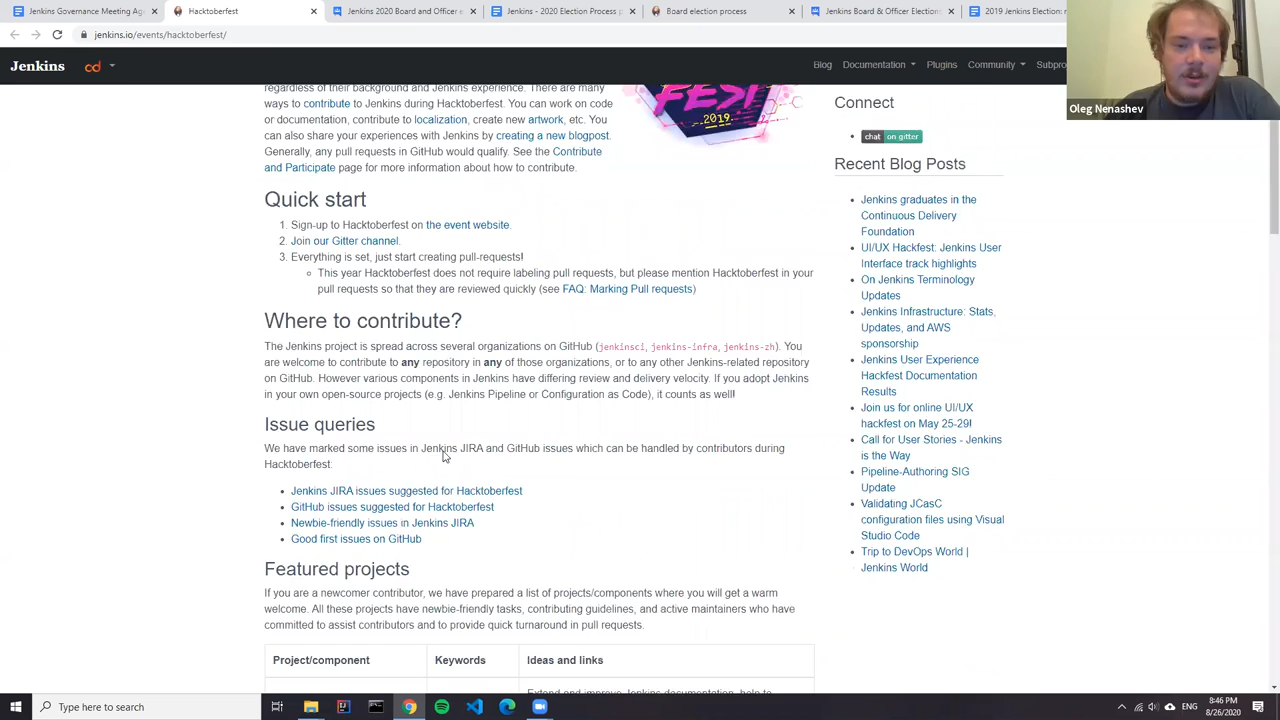 Jenkins Governance Meeting Ag
Hacktoberfest
Jenkins 2020 Board and Officer e
Jenkins - 2020 Election Process p
Board election process
Jenkins Board & Officer Election
2019 Jenkins Election: r
jenkins.io/events/hacktoberfest/
Jenkins
cd
Blog
Documentation
Plugins
Community
Subpro
Oleg Nenashev
regardless of their background and Jenkins experience. There are many
ways to contribute to Jenkins during Hacktoberfest. You can work on code
or documentation, contribute to localization, create new artwork, etc. You
can also share your experiences with Jenkins by creating a new blogpost.
Generally, any pull requests in GitHub would qualify. See the Contribute
and Participate page for more information about how to contribute.
FEST
2019
Quick start
1. Sign-up to Hacktoberfest on the event website.
2. Join our Gitter channel.
3. Everything is set, just start creating pull-requests!
This year Hacktoberfest does not require labeling pull requests, but please mention Hacktoberfest in your
pull requests so that they are reviewed quickly (see FAQ: Marking Pull requests)
Where to contribute?
The Jenkins project is spread across several organizations on GitHub (jenkinsci, jenkins-infra, jenkins-zh). You
are welcome to contribute to any repository in any of those organizations, or to any other Jenkins-related repository
on GitHub. However various components in Jenkins have differing review and delivery velocity. If you adopt Jenkins
in your own open-source projects (e.g. Jenkins Pipeline or Configuration as Code), it counts as well!
Issue queries
We have marked some issues in Jenkins JIRA and GitHub issues which can be handled by contributors during
Hacktoberfest:
Jenkins JIRA issues suggested for Hacktoberfest
GitHub issues suggested for Hacktoberfest
Newbie-friendly issues in Jenkins JIRA
Good first issues on GitHub
Featured projects
If you are a newcomer contributor, we have prepared a list of projects/components where you will get a warm
welcome. All these projects have newbie-friendly tasks, contributing guidelines, and active maintainers who have
committed to assist contributors and to provide quick turnaround in pull requests.
Project/component
Keywords
Ideas and links
Extend and improve Jenkins documentation, help to
Connect
chat on gitter
Recent Blog Posts
Jenkins graduates in the
Continuous Delivery
Foundation
UI/UX Hackfest: Jenkins User
Interface track highlights
On Jenkins Terminology
Updates
Jenkins Infrastructure: Stats,
Updates, and AWS
sponsorship
Jenkins User Experience
Hackfest Documentation
Results
Join us for online UI/UX
hackfest on May 25-29!
Call for User Stories - Jenkins
is the Way
Pipeline-Authoring SIG
Update
Validating JCasC
configuration files using Visual
Studio Code
Trip to DevOps World |
Jenkins World
Type here to search
ENG
8:46 PM
8/26/2020